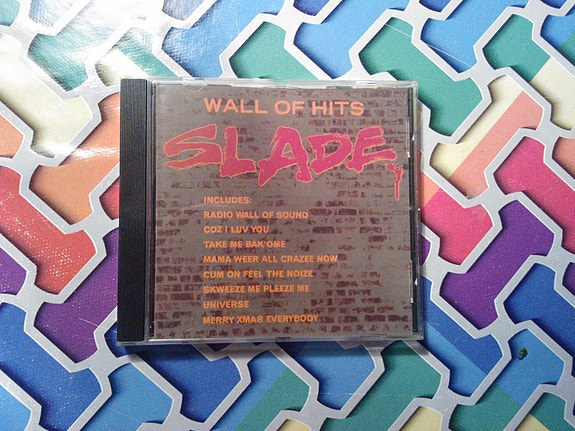 WALL OF HITS
SLADE
INCLUDES:
RADIO WALL OF SOUND
COZ I LUV YOU
TAKE ME BAK 'OME
MAMA WEER ALL CRAZEE NOW
CUM ON FEEL THE NOIZE
SKWEEZE ME PLEEZE ME
UNIVERSE
MERRY XMAS EVERYBODY